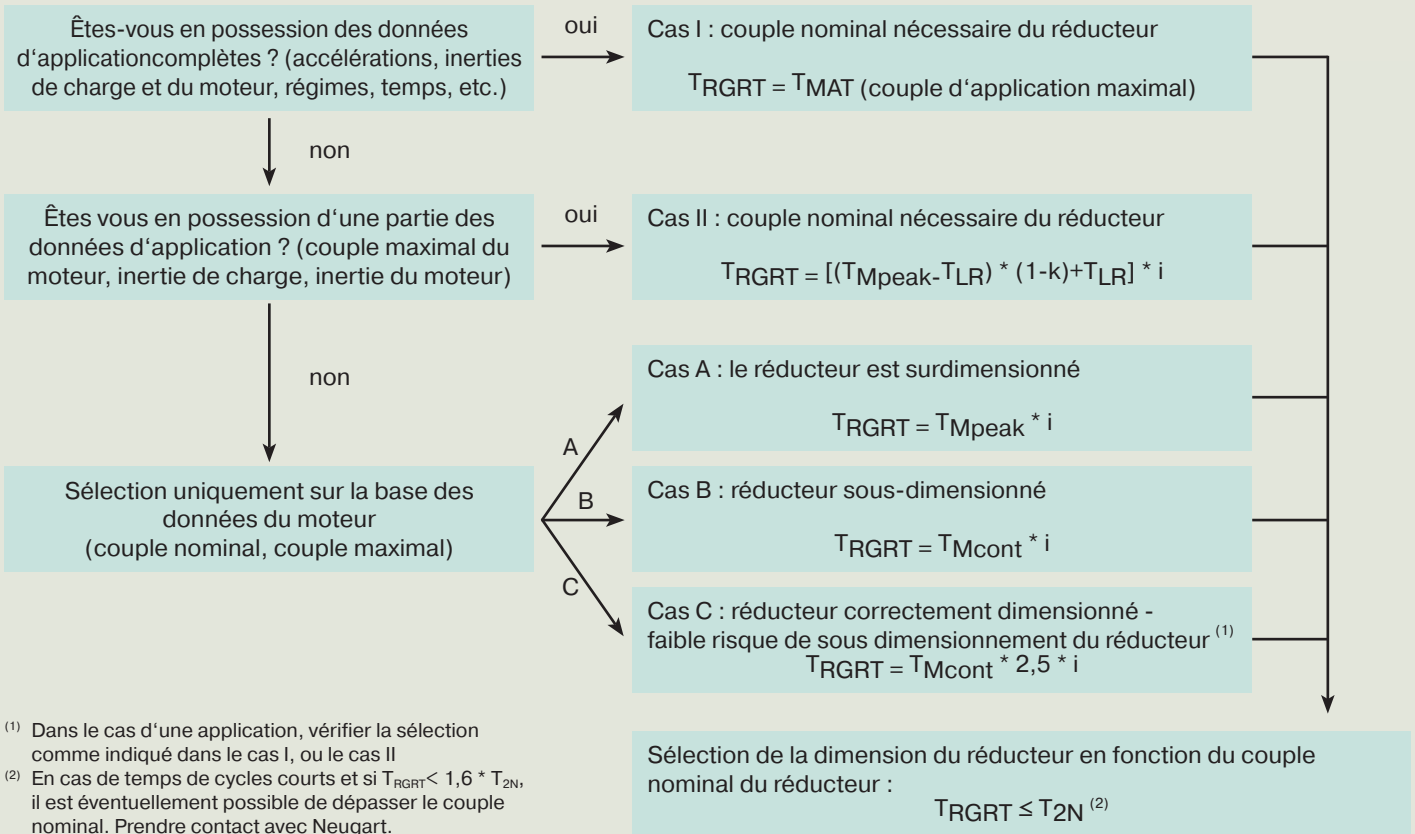 Êtes-vous en possession des données
d‘applicationcomplètes ? (accélérations, inerties
de charge et du moteur, régimes, temps, etc.)
oui
Cas I : couple nominal nécessaire du réducteur
TRGRT = TMAT (couple d‘application maximal)
non
Êtes vous en possession d‘une partie des
données d‘application ? (couple maximal du
moteur, inertie de charge, inertie du moteur)
oui
Cas II : couple nominal nécessaire du réducteur
TRGRT = [(TMpeak-TLR) * (1-k)+TLR] * i
non
Sélection uniquement sur la base des
données du moteur
(couple nominal, couple maximal)
A
B
C
Cas A : le réducteur est surdimensionné
TRGRT = TMpeak * i
Cas B : réducteur sous-dimensionné
TRGRT = TMcont * i
Cas C : réducteur correctement dimensionné -
faible risque de sous dimensionnement du réducteur (1)
TRGRT = TMcont * 2,5 * i
(1) Dans le cas d‘une application, vérifier la sélection
comme indiqué dans le cas I, ou le cas II
(2) En cas de temps de cycles courts et si TRGRT< 1,6 * T2N,
il est éventuellement possible de dépasser le couple
nominal. Prendre contact avec Neugart.
Sélection de la dimension du réducteur en fonction du couple
nominal du réducteur :
TRGRT ≤ T2N (2)